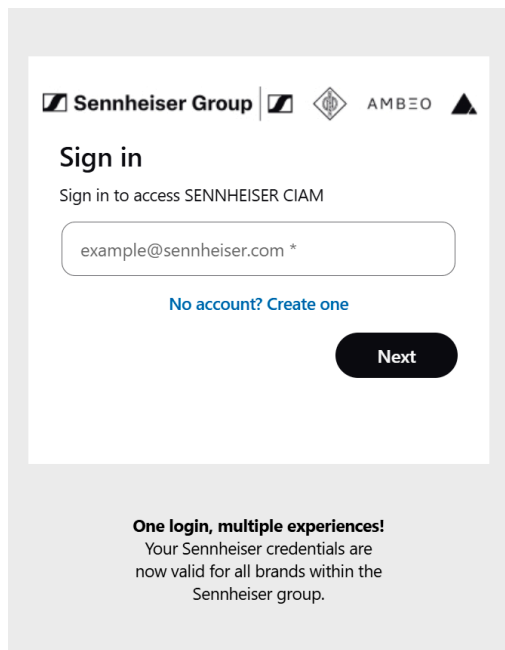 Sennheiser Group
AMBEO
Sign in
Sign in to access SENNHEISER CIAM
example@sennheiser.com *
No account? Create one
Next
One login, multiple experiences!
Your Sennheiser credentials are
now valid for all brands within the
Sennheiser group.